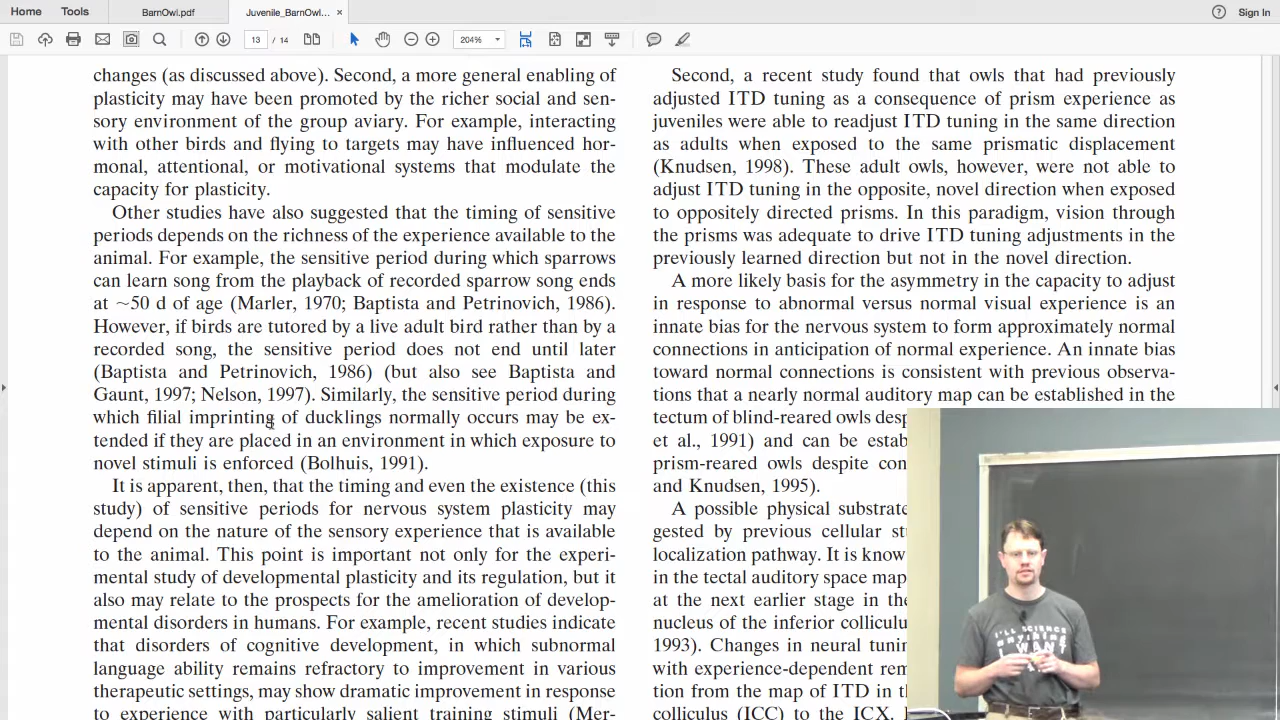 Home
Tools
BarnOwl.pdf
Juvenile_BarnOwl...
×
?
Sign In
13 / 14
204%
changes (as discussed above). Second, a more general enabling of
plasticity may have been promoted by the richer social and sen-
sory environment of the group aviary. For example, interacting
with other birds and flying to targets may have influenced hor-
monal, attentional, or motivational systems that modulate the
capacity for plasticity.
Other studies have also suggested that the timing of sensitive
periods depends on the richness of the experience available to the
animal. For example, the sensitive period during which sparrows
can learn song from the playback of recorded sparrow song ends
at ~50 d of age (Marler, 1970; Baptista and Petrinovich, 1986).
However, if birds are tutored by a live adult bird rather than by a
recorded song, the sensitive period does not end until later
(Baptista and Petrinovich, 1986) (but also see Baptista and
Gaunt, 1997; Nelson, 1997). Similarly, the sensitive period during
which filial imprinting of ducklings normally occurs may be ex-
tended if they are placed in an environment in which exposure to
novel stimuli is enforced (Bolhuis, 1991).
It is apparent, then, that the timing and even the existence (this
study) of sensitive periods for nervous system plasticity may
depend on the nature of the sensory experience that is available
to the animal. This point is important not only for the experi-
mental study of developmental plasticity and its regulation, but it
also may relate to the prospects for the amelioration of develop-
mental disorders in humans. For example, recent studies indicate
that disorders of cognitive development, in which subnormal
language ability remains refractory to improvement in various
therapeutic settings, may show dramatic improvement in response
to experience with particularly salient training stimuli (Mer-
Second, a recent study found that owls that had previously
adjusted ITD tuning as a consequence of prism experience as
juveniles were able to readjust ITD tuning in the same direction
as adults when exposed to the same prismatic displacement
(Knudsen, 1998). These adult owls, however, were not able to
adjust ITD tuning in the opposite, novel direction when exposed
to oppositely directed prisms. In this paradigm, vision through
the prisms was adequate to drive ITD tuning adjustments in the
previously learned direction but not in the novel direction.
A more likely basis for the asymmetry in the capacity to adjust
in response to abnormal versus normal visual experience is an
innate bias for the nervous system to form approximately normal
connections in anticipation of normal experience. An innate bias
toward normal connections is consistent with previous observa-
tions that a nearly normal auditory map can be established in the
tectum of blind-reared owls desp
et al., 1991) and can be estab
prism-reared owls despite con
and Knudsen, 1995).
A possible physical substrate
gested by previous cellular st
localization pathway. It is know
in the tectal auditory space map
at the next earlier stage in the
nucleus of the inferior collicul
1993). Changes in neural tunin
with experience-dependent rem
tion from the map of ITD in t
colliculus (ICC) to the ICX.
I'LL SCIENCE
ANYTHING
I WANT